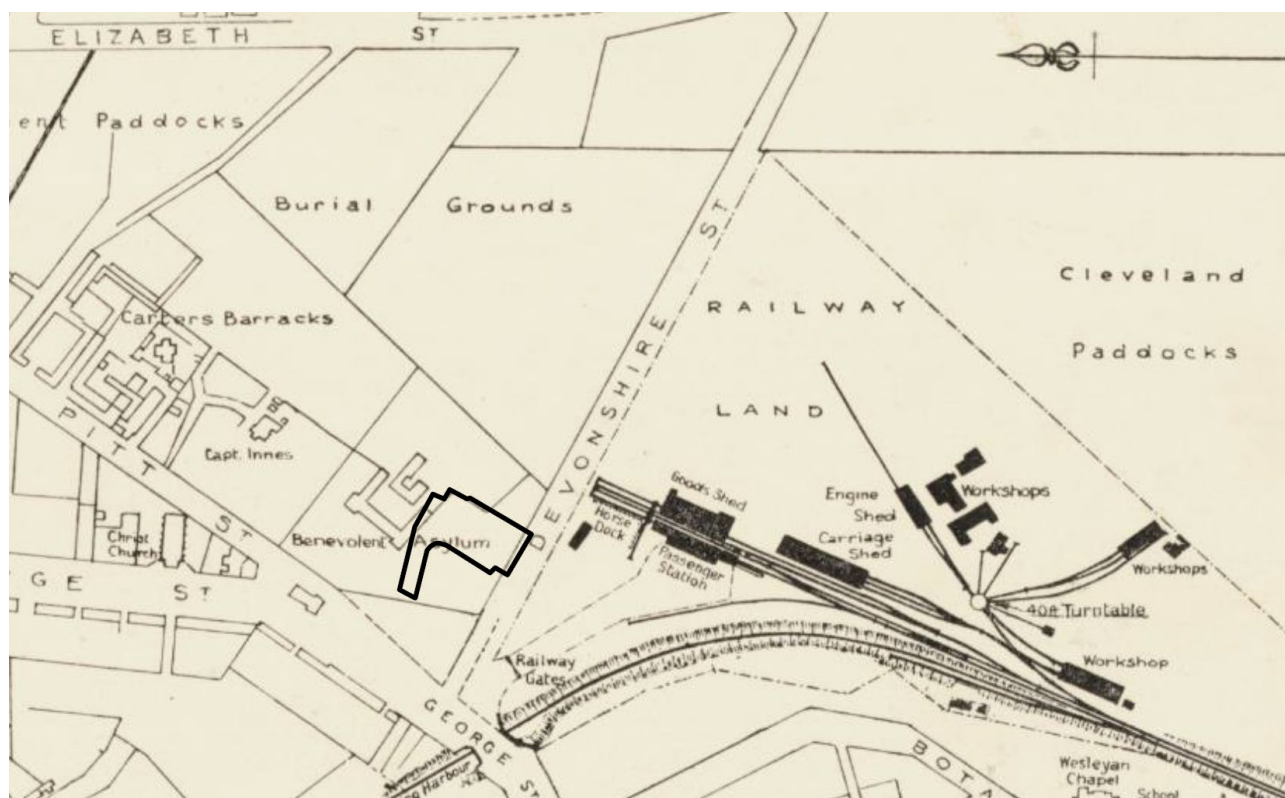 ELIZABETH ST
ent Paddocks
Burial Grounds
Carters Barracks
Capt. Innes
PITT ST
Christ
Church
GE ST
Benevolent Asylum
DEVONSHIRE ST
RAILWAY
LAND
Cleveland
Paddocks
Goods Shed
Horse
Dock
Passenger
Station
Engine
Shed
Carriage
Shed
Workshops
Workshops
40ft Turntable
Workshop
Railway
Gates
GEORGE ST
Harbour
BOTA
Wesleyan
Chapel
School